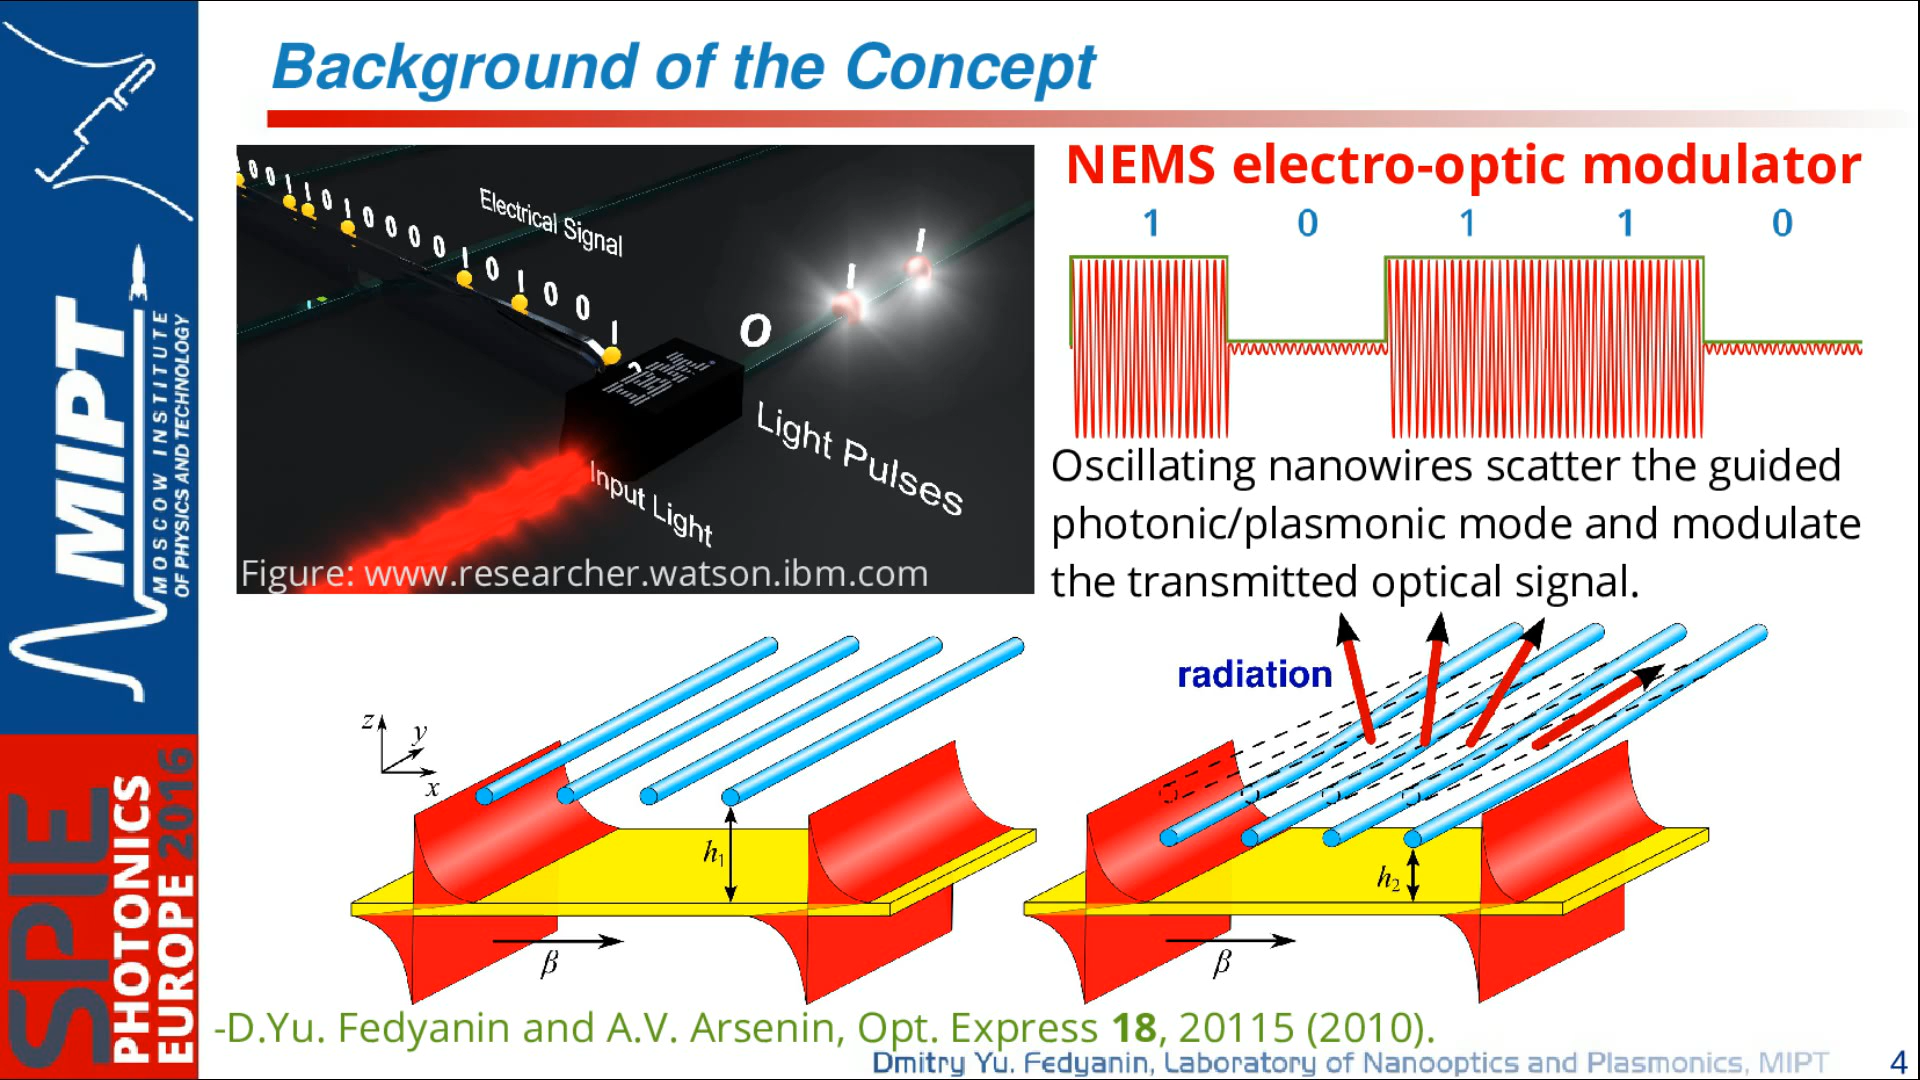 Background of the Concept
NEMS electro-optic modulator
1 0 1 1 0
0 0 1 1 0 1 0 0 0 0 1 0 1 0 0 1
Electrical Signal
0 1 1
IBM
Light Pulses
Input Light
Figure: www.researcher.watson.ibm.com
Oscillating nanowires scatter the guided
photonic/plasmonic mode and modulate
the transmitted optical signal.
radiation
z
y
x
h1
h2
β
β
-D.Yu. Fedyanin and A.V. Arsenin, Opt. Express 18, 20115 (2010).
Dmitry Yu. Fedyanin, Laboratory of Nanooptics and Plasmonics, MIPT
4
MIPT
MOSCOW INSTITUTE
OF PHYSICS AND TECHNOLOGY
SPIE
PHOTONICS
EUROPE 2016